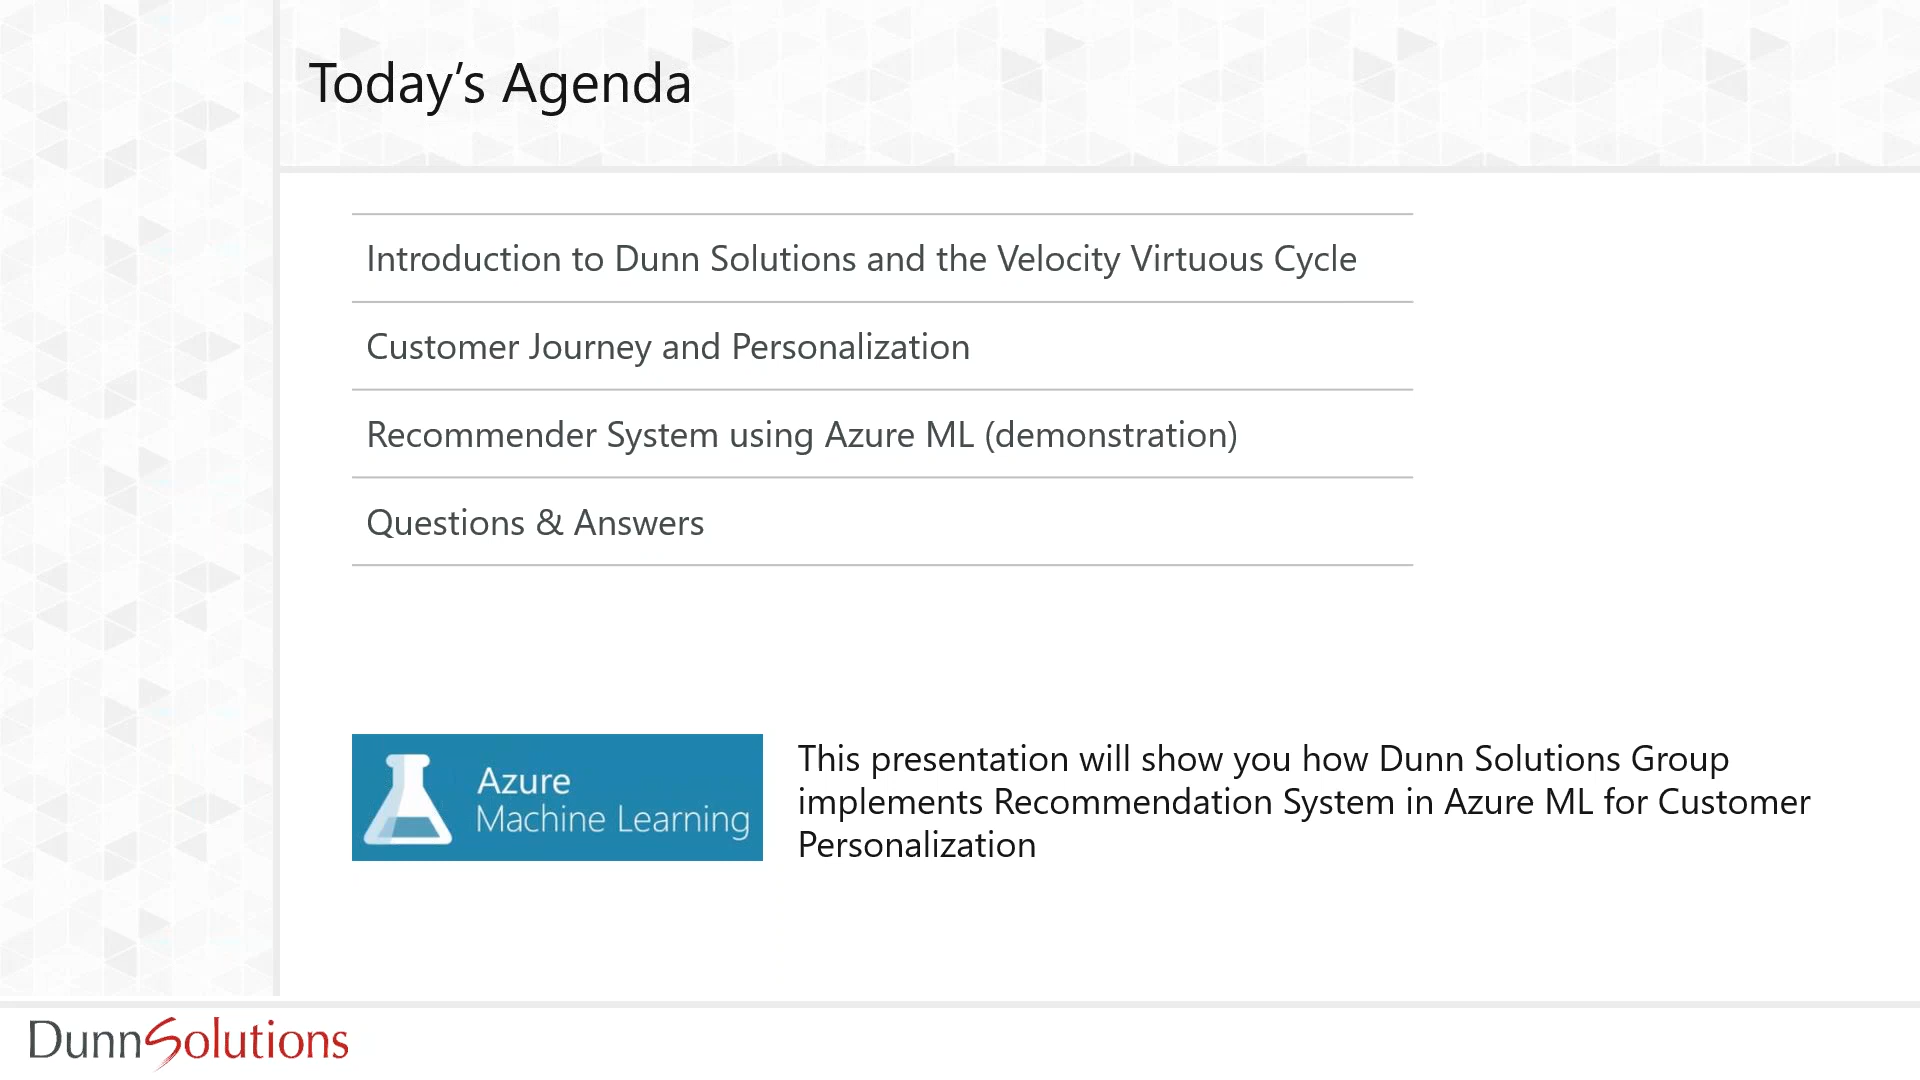 Today’s Agenda
Introduction to Dunn Solutions and the Velocity Virtuous Cycle
Customer Journey and Personalization
Recommender System using Azure ML (demonstration)
Questions & Answers
Azure
Machine Learning
This presentation will show you how Dunn Solutions Group
implements Recommendation System in Azure ML for Customer
Personalization
DunnSolutions